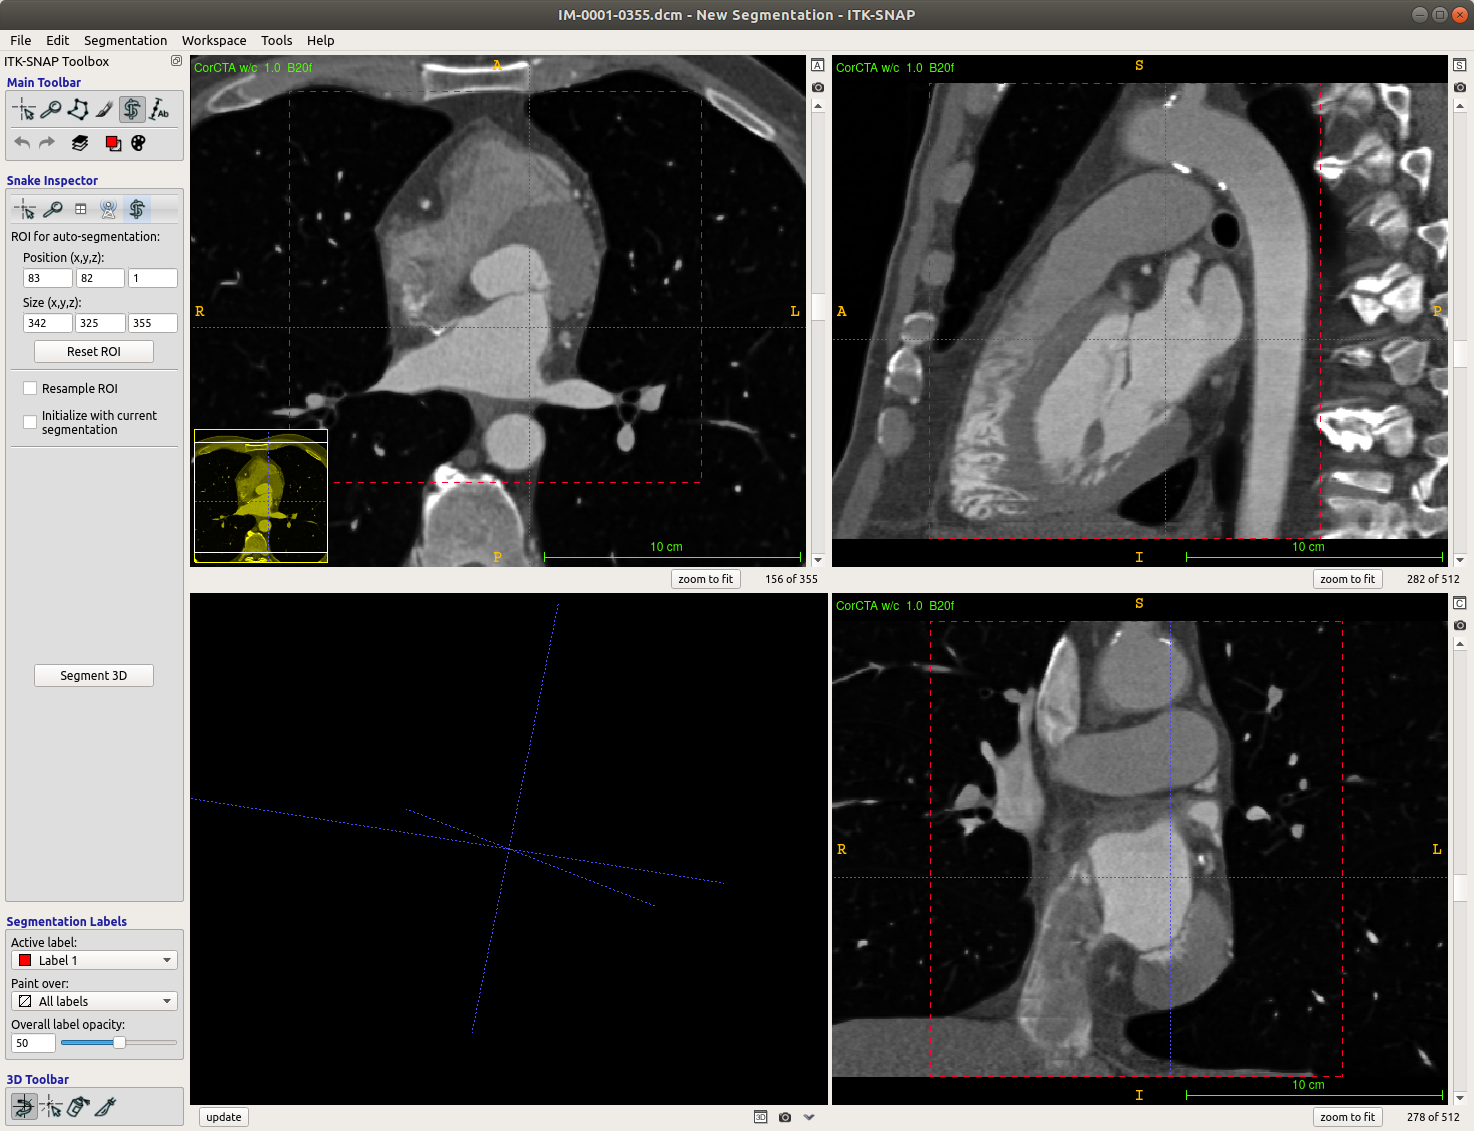 IM-0001-0355.dcm - New Segmentation - ITK-SNAP
File Edit Segmentation Workspace Tools Help
ITK-SNAP Toolbox
Main Toolbar
Ab
Snake Inspector
ROI for auto-segmentation:
Position (x,y,z):
83 82 1
Size (x,y,z):
342 325 355
Reset ROI
Resample ROI
Initialize with current
segmentation
Segment 3D
Segmentation Labels
Active label:
Label 1
Paint over:
All labels
Overall label opacity:
50
3D Toolbar
CorCTA w/c 1.0 B20f
A
R
L
P
10 cm
A
zoom to fit
156 of 355
CorCTA w/c 1.0 B20f
S
A
P
I
10 cm
S
zoom to fit
282 of 512
update
3D
CorCTA w/c 1.0 B20f
S
R
L
I
10 cm
C
zoom to fit
278 of 512